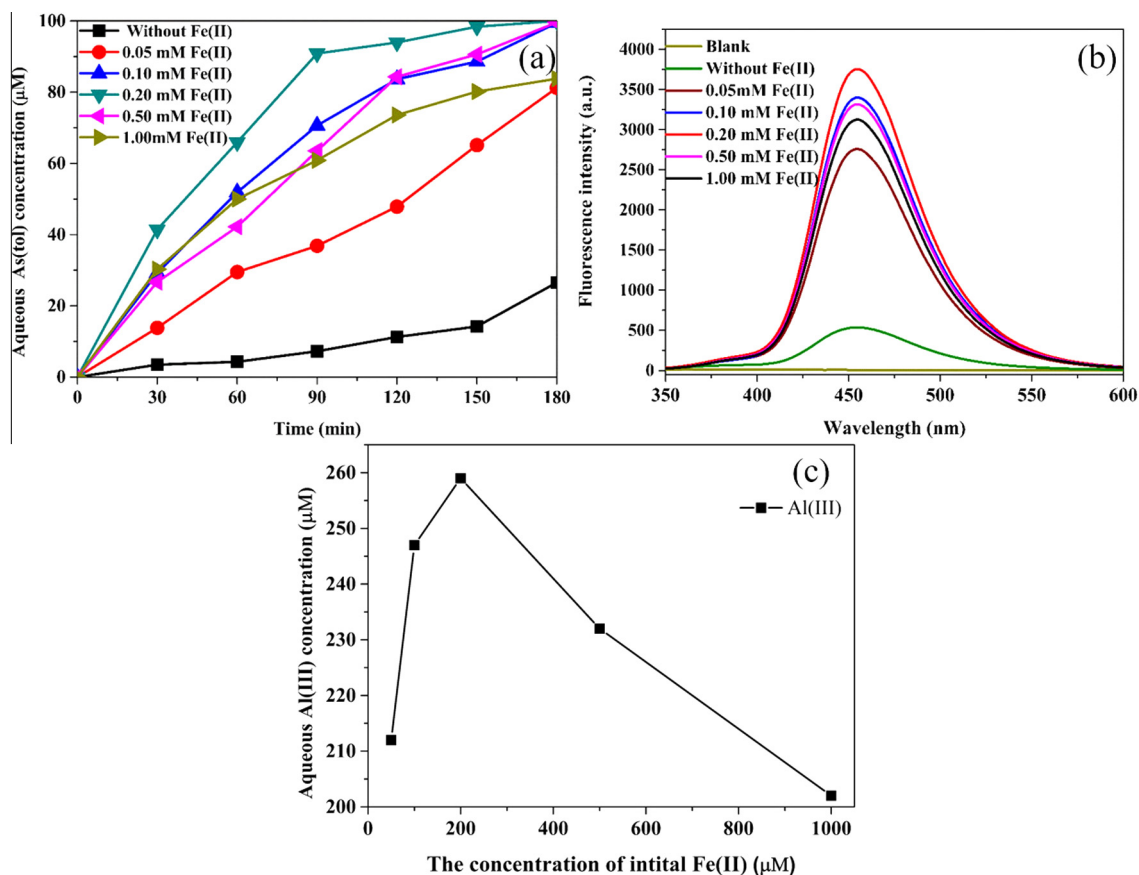 (a)
Aqueous As(tol) concentration (μM)
100
80
60
40
20
0
Without Fe(II)
0.05 mM Fe(II)
0.10 mM Fe(II)
0.20 mM Fe(II)
0.50 mM Fe(II)
1.00mM Fe(II)
0 30 60 90 120 150 180
Time (min)
(b)
Fluorescence intensity (a.u.)
4000
3500
3000
2500
2000
1500
1000
500
0
Blank
Without Fe(II)
0.05mM Fe(II)
0.10 mM Fe(II)
0.20 mM Fe(II)
0.50 mM Fe(II)
1.00 mM Fe(II)
350 400 450 500 550 600
Wavelength (nm)
(c)
Aqueous Al(III) concentration (μM)
260
250
240
230
220
210
200
Al(III)
0 200 400 600 800 1000
The concentration of intital Fe(II) (μM)